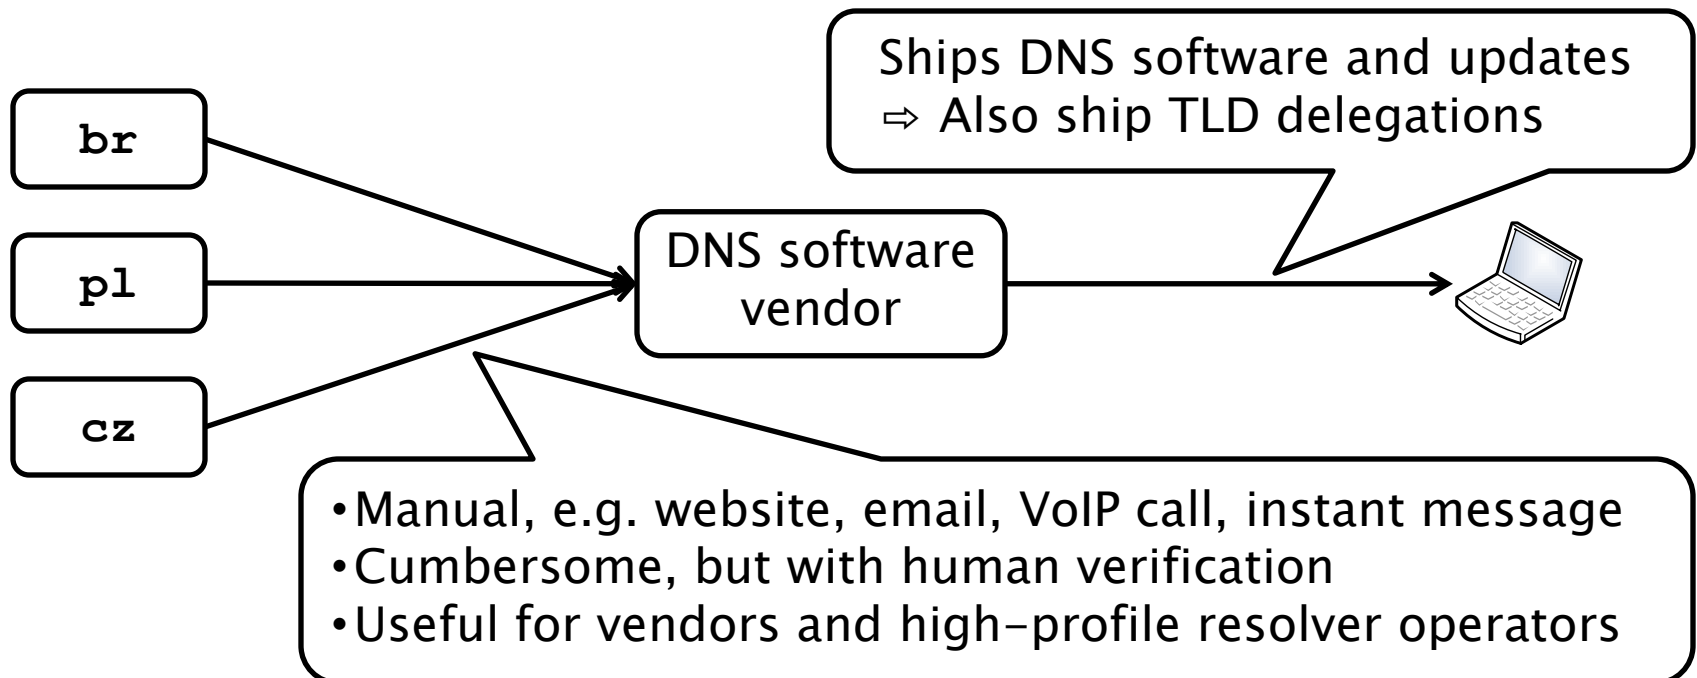 Ships DNS software and updates
⇨ Also ship TLD delegations
br
pl
cz
DNS software
vendor
•Manual, e.g. website, email, VoIP call, instant message
•Cumbersome, but with human verification
•Useful for vendors and high-profile resolver operators